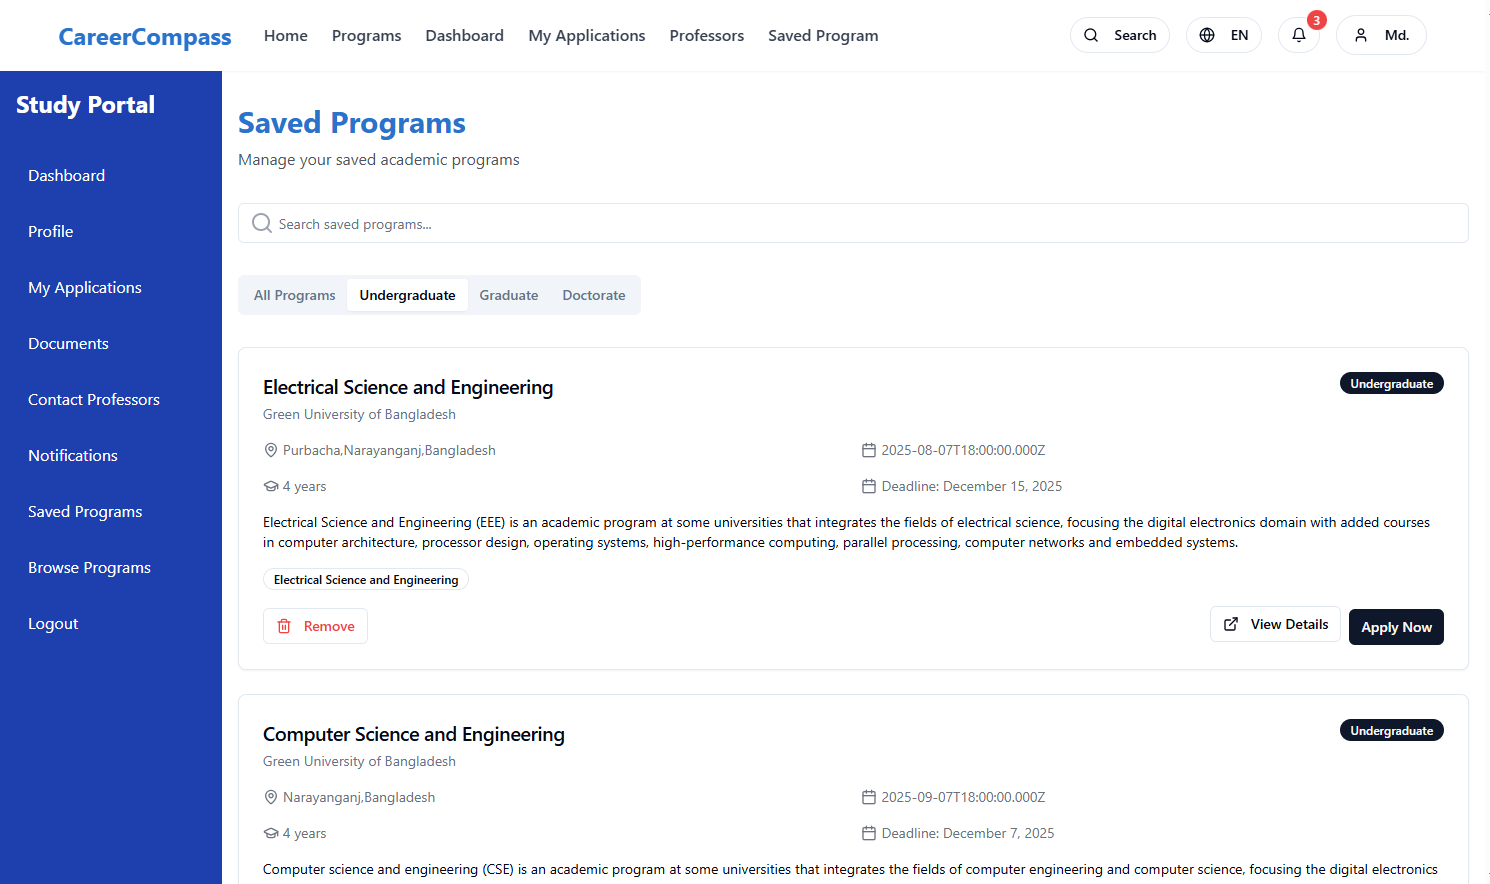 CareerCompass Home Programs Dashboard My Applications Professors Saved Program Search EN 3 Md.
Study Portal
Dashboard
Profile
My Applications
Documents
Contact Professors
Notifications
Saved Programs
Browse Programs
Logout
Saved Programs
Manage your saved academic programs
Search saved programs...
All Programs Undergraduate Graduate Doctorate
Electrical Science and Engineering Undergraduate
Green University of Bangladesh
Purbacha,Narayanganj,Bangladesh 2025-08-07T18:00:00.000Z
4 years Deadline: December 15, 2025
Electrical Science and Engineering (EEE) is an academic program at some universities that integrates the fields of electrical science, focusing the digital electronics domain with added courses
in computer architecture, processor design, operating systems, high-performance computing, parallel processing, computer networks and embedded systems.
Electrical Science and Engineering
Remove View Details Apply Now
Computer Science and Engineering Undergraduate
Green University of Bangladesh
Narayanganj,Bangladesh 2025-09-07T18:00:00.000Z
4 years Deadline: December 7, 2025
Computer science and engineering (CSE) is an academic program at some universities that integrates the fields of computer engineering and computer science, focusing the digital electronics